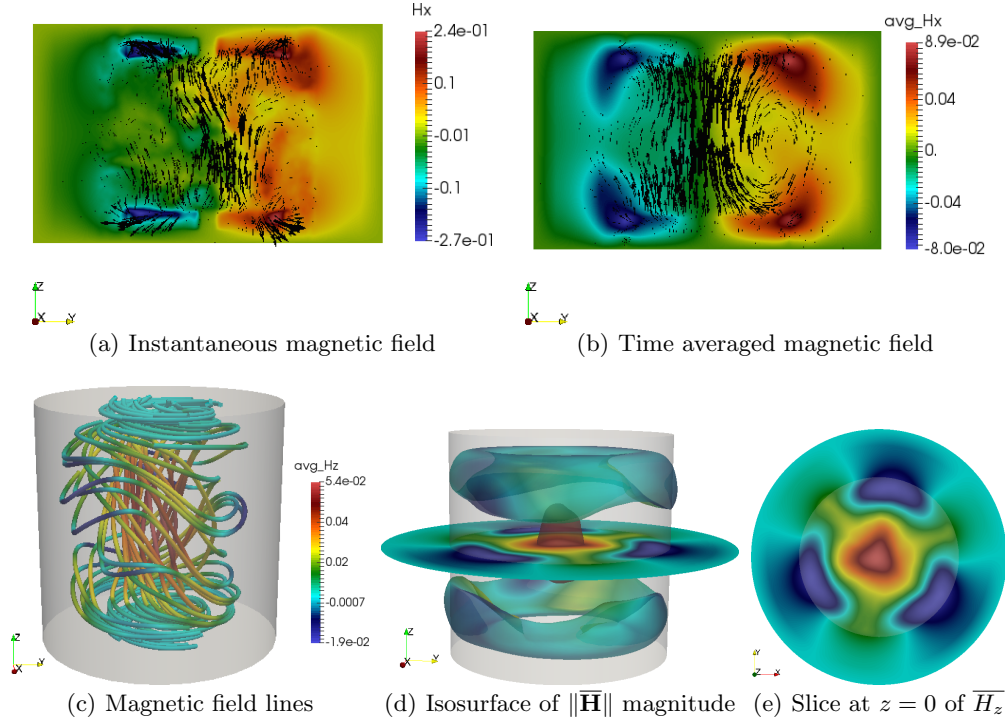 Hx
2.4e-01
0.1
-0.01
-0.1
-2.7e-01
Z
X Y
(a) Instantaneous magnetic field
avg_Hx
8.9e-02
0.04
0.
-0.04
-8.0e-02
Z
X Y
(b) Time averaged magnetic field
avg_Hz
5.4e-02
0.04
0.02
-0.0007
-1.9e-02
Z
X Y
(c) Magnetic field lines
Z
X Y
(d) Isosurface of ‖H̅‖ magnitude
Y
Z X
(e) Slice at z = 0 of H̅z